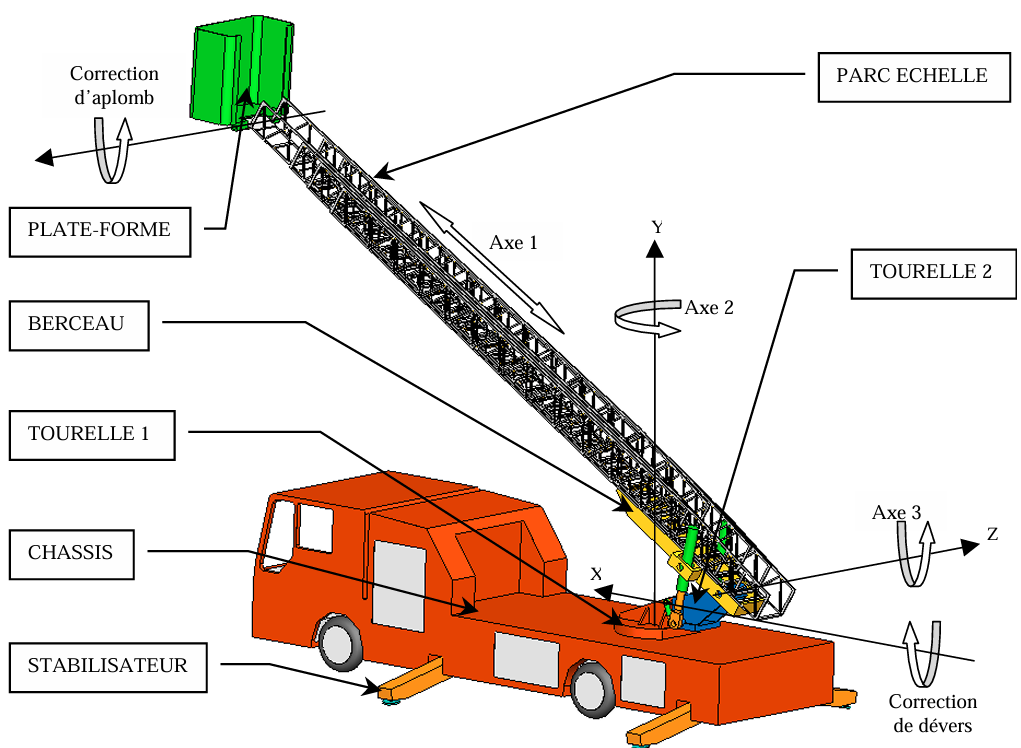 Correction
d'aplomb
PARC ECHELLE
PLATE-FORME
Axe 1
Y
TOURELLE 2
Axe 2
BERCEAU
TOURELLE 1
Axe 3
Z
CHASSIS
X
STABILISATEUR
Correction
de dévers